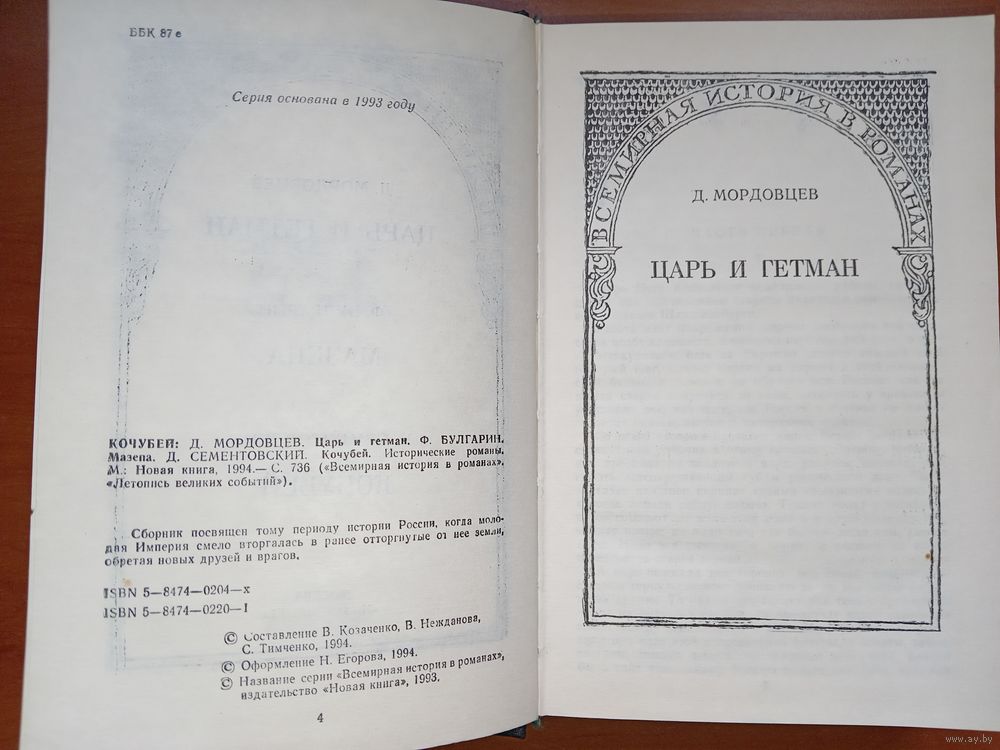 ББК 87 е
Серия основана в 1993 году
КОЧУБЕЙ: Д. МОРДОВЦЕВ. Царь и гетман. Ф. БУЛГАРИН.
Мазепа. Д. СЕМЕНТОВСКИЙ. Кочубей. Исторические романы.
М.: Новая книга, 1994.— С. 736 («Всемирная история в романах».
«Летопись великих событий»).
Сборник посвящен тому периоду истории России, когда моло-
дая Империя смело вторгалась в ранее отторгнутые от нее земли,
обретая новых друзей и врагов.
ISBN 5—8474—0204—х
ISBN 5—8474—0220—1
© Составление В. Козаченко, В. Нежданова,
С. Тимченко, 1994.
© Оформление Н. Егорова, 1994.
© Название серии «Всемирная история в романах»,
издательство «Новая книга», 1993.
4
ВСЕМИРНАЯ ИСТОРИЯ В РОМАНАХ
Д. МОРДОВЦЕВ
ЦАРЬ И ГЕТМАН
www.ay.by